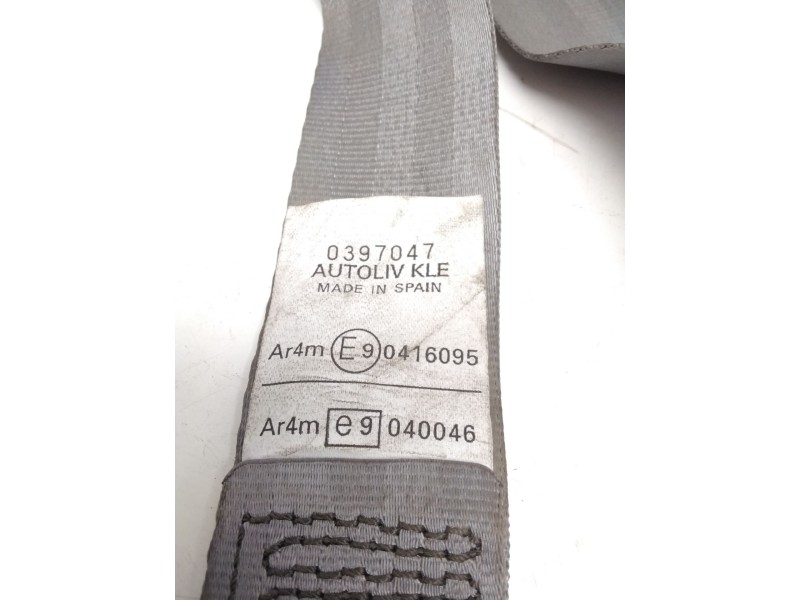 0397047
AUTOLIV KLE
MADE IN SPAIN
Ar4m E9 0416095
Ar4m e9 040046